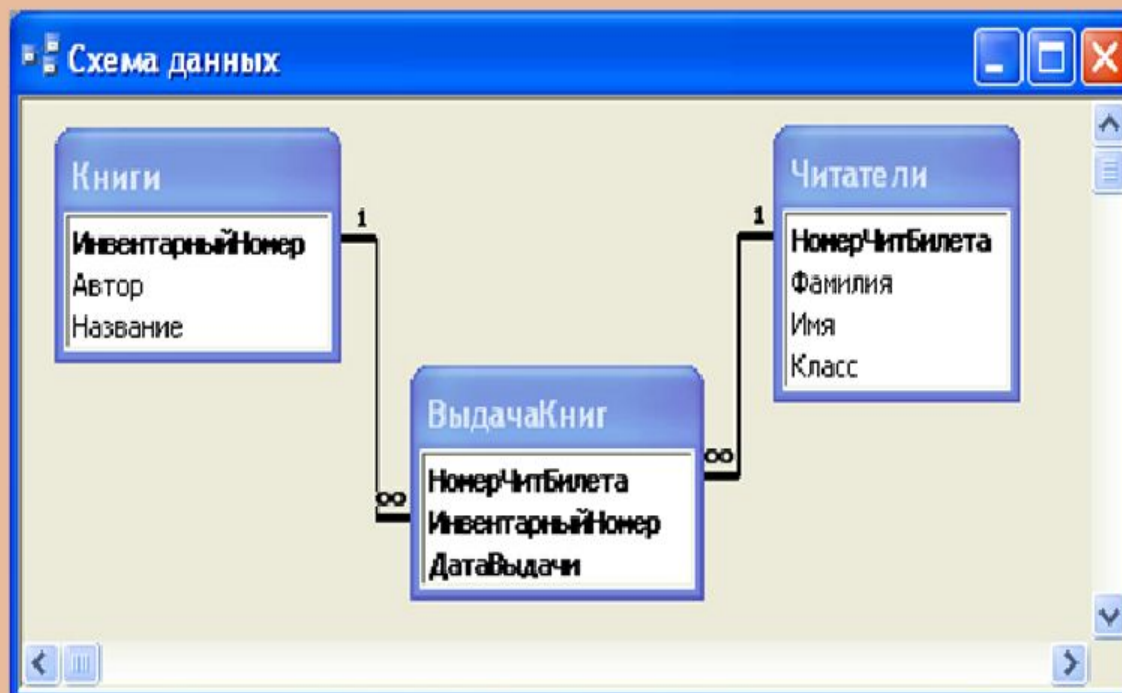 Схема данных
Книги
ИнвентарныйНомер
Автор
Название
1
∞
Читатели
НомерЧитБилета
Фамилия
Имя
Класс
1
∞
ВыдачаКниг
НомерЧитБилета
ИнвентарныйНомер
ДатаВыдачи